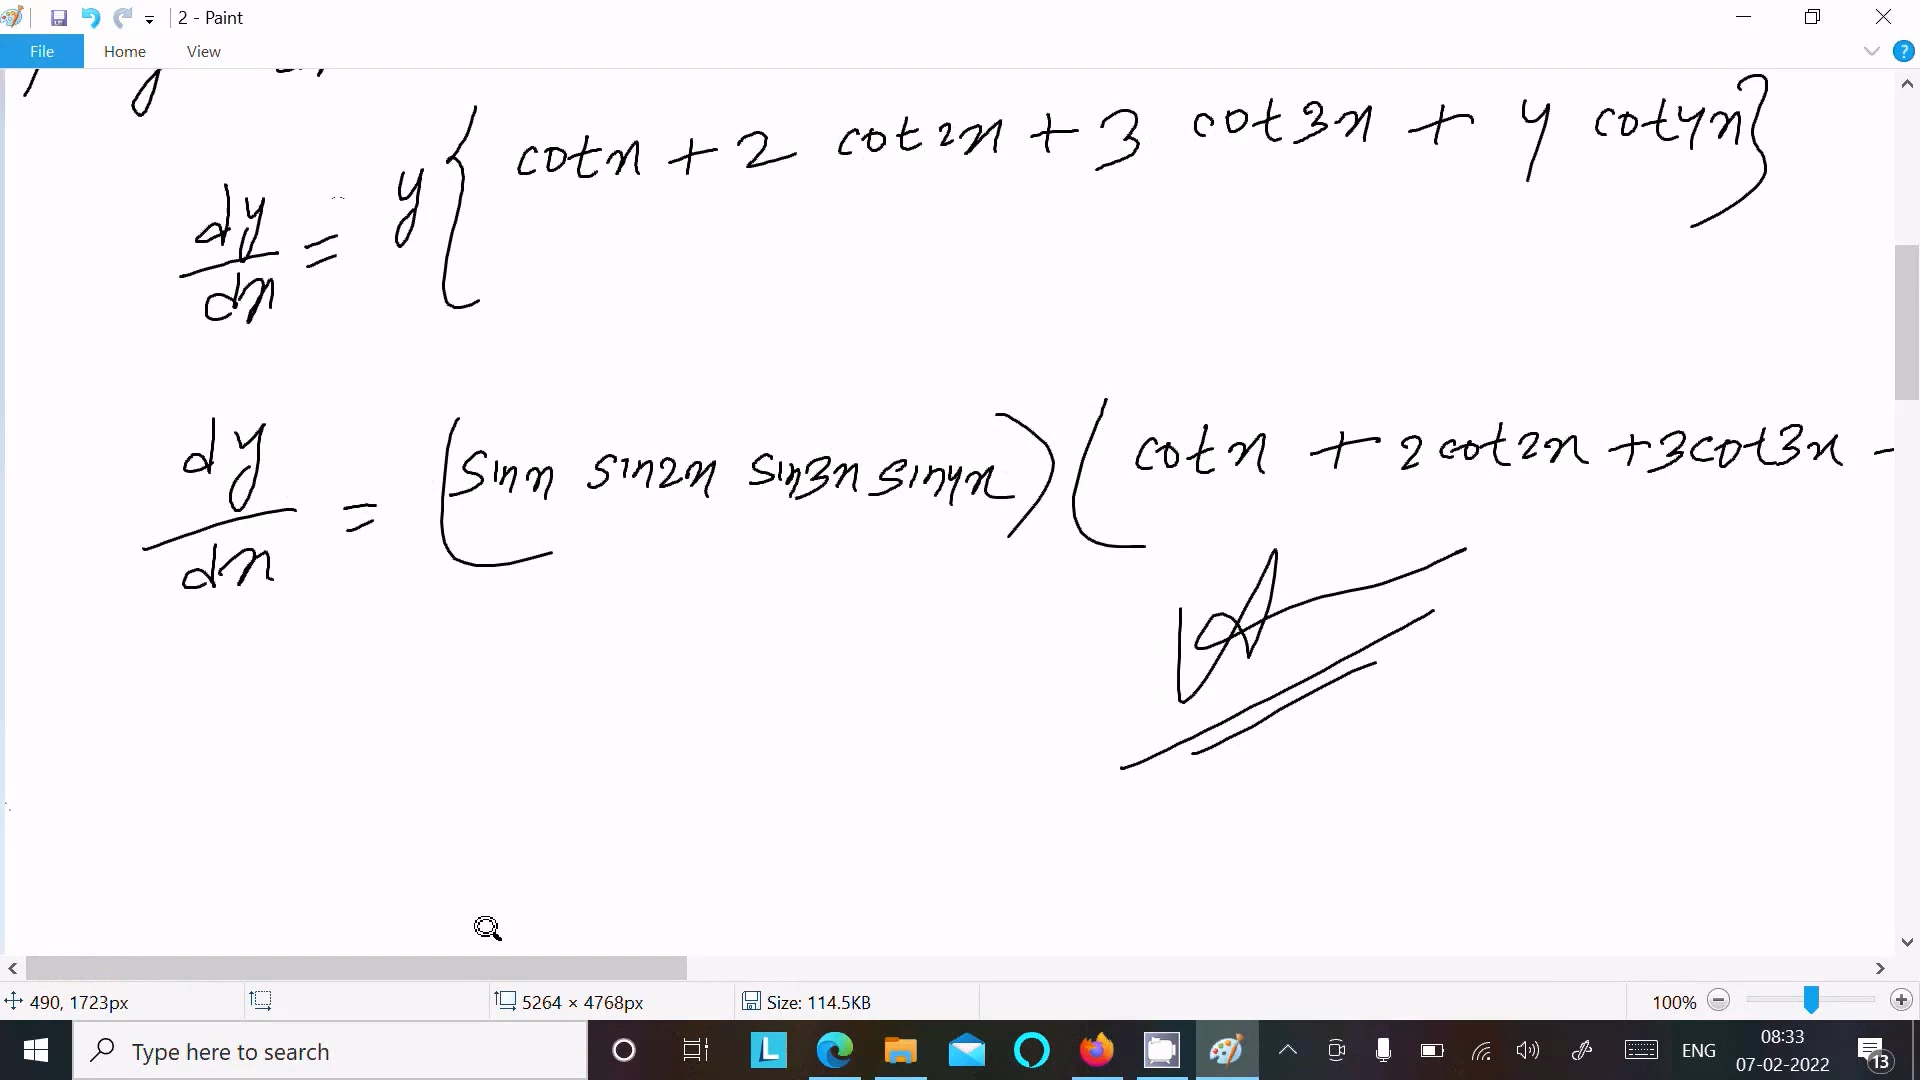 2 - Paint
File Home View
dy/dx = y { cotx + 2 cot2x + 3 cot3x + 4 cot4x }
dy/dx = (sinx sin2x sin3x sin4x) (cotx + 2cot2x + 3cot3x -
490, 1723px 5264 × 4768px Size: 114.5KB 100%
Type here to search L ENG 08:33
07-02-2022 13